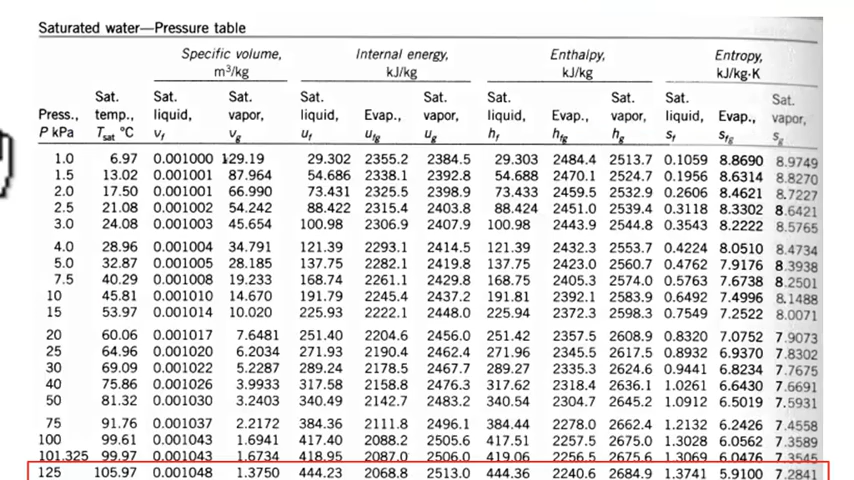 Saturated water—Pressure table
Specific volume, Internal energy, Enthalpy, Entropy,
m³/kg kJ/kg kJ/kg kJ/kg·K
Sat. Sat. Sat. Sat. Sat. Sat. Sat. Sat. Sat.
Press., temp., liquid, vapor, liquid, Evap., vapor, liquid, Evap., vapor, liquid, Evap., vapor,
P kPa Tsat °C vf vg uf ufg ug hf hfg hg sf sfg sg
1.0 6.97 0.001000 129.19 29.302 2355.2 2384.5 29.303 2484.4 2513.7 0.1059 8.8690 8.9749
1.5 13.02 0.001001 87.964 54.686 2338.1 2392.8 54.688 2470.1 2524.7 0.1956 8.6314 8.8270
2.0 17.50 0.001001 66.990 73.431 2325.5 2398.9 73.433 2459.5 2532.9 0.2606 8.4621 8.7227
2.5 21.08 0.001002 54.242 88.422 2315.4 2403.8 88.424 2451.0 2539.4 0.3118 8.3302 8.6421
3.0 24.08 0.001003 45.654 100.98 2306.9 2407.9 100.98 2443.9 2544.8 0.3543 8.2222 8.5765
4.0 28.96 0.001004 34.791 121.39 2293.1 2414.5 121.39 2432.3 2553.7 0.4224 8.0510 8.4734
5.0 32.87 0.001005 28.185 137.75 2282.1 2419.8 137.75 2423.0 2560.7 0.4762 7.9176 8.3938
7.5 40.29 0.001008 19.233 168.74 2261.1 2429.8 168.75 2405.3 2574.0 0.5763 7.6738 8.2501
10 45.81 0.001010 14.670 191.79 2245.4 2437.2 191.81 2392.1 2583.9 0.6492 7.4996 8.1488
15 53.97 0.001014 10.020 225.93 2222.1 2448.0 225.94 2372.3 2598.3 0.7549 7.2522 8.0071
20 60.06 0.001017 7.6481 251.40 2204.6 2456.0 251.42 2357.5 2608.9 0.8320 7.0752 7.9073
25 64.96 0.001020 6.2034 271.93 2190.4 2462.4 271.96 2345.5 2617.5 0.8932 6.9370 7.8302
30 69.09 0.001022 5.2287 289.24 2178.5 2467.7 289.27 2335.3 2624.6 0.9441 6.8234 7.7675
40 75.86 0.001026 3.9933 317.58 2158.8 2476.3 317.62 2318.4 2636.1 1.0261 6.6430 7.6691
50 81.32 0.001030 3.2403 340.49 2142.7 2483.2 340.54 2304.7 2645.2 1.0912 6.5019 7.5931
75 91.76 0.001037 2.2172 384.36 2111.8 2496.1 384.44 2278.0 2662.4 1.2132 6.2426 7.4558
100 99.61 0.001043 1.6941 417.40 2088.2 2505.6 417.51 2257.5 2675.0 1.3028 6.0562 7.3589
101.325 99.97 0.001043 1.6734 418.95 2087.0 2506.0 419.06 2256.5 2675.6 1.3069 6.0476 7.3545
125 105.97 0.001048 1.3750 444.23 2068.8 2513.0 444.36 2240.6 2684.9 1.3741 5.9100 7.2841